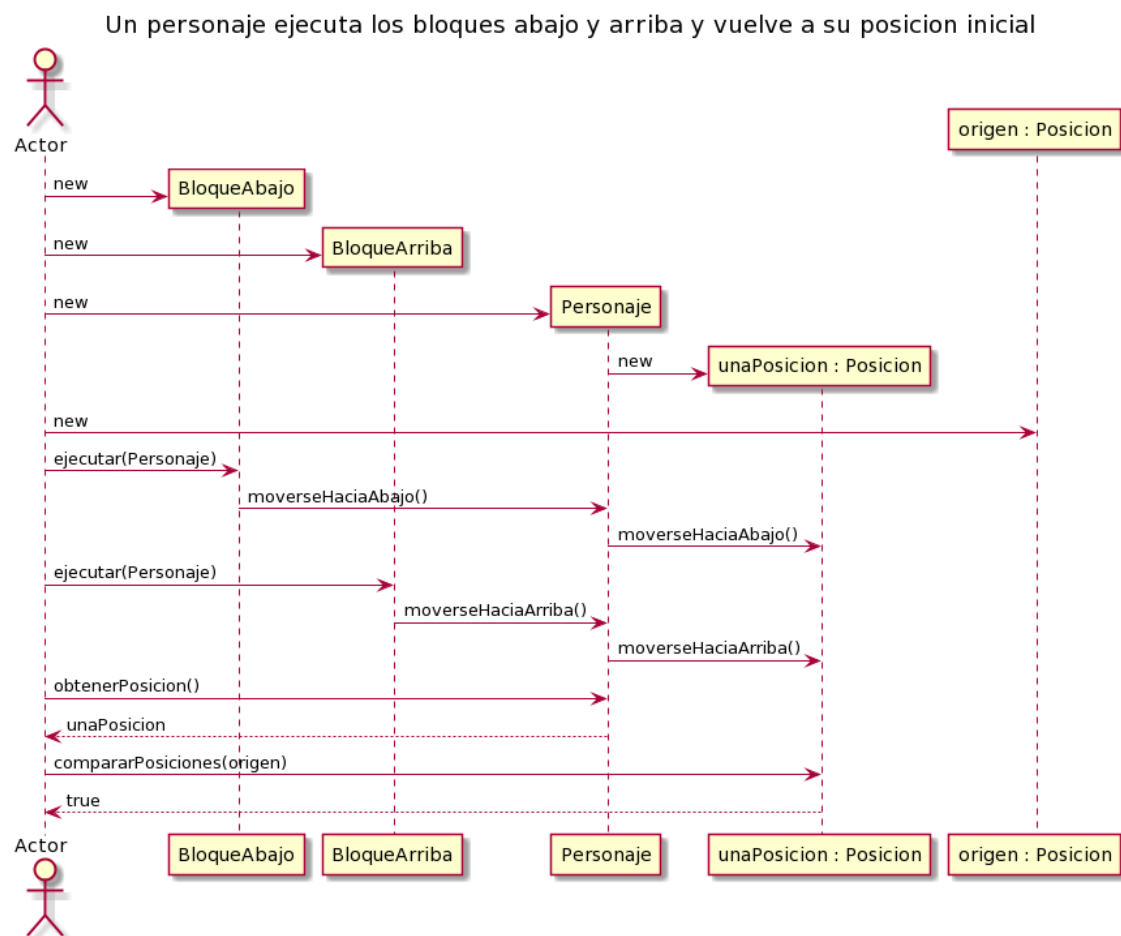 Un personaje ejecuta los bloques abajo y arriba y vuelve a su posicion inicial
Actor
origen : Posicion
new
BloqueAbajo
new
BloqueArriba
new
Personaje
new
unaPosicion : Posicion
new
ejecutar(Personaje)
moverseHaciaAbajo()
moverseHaciaAbajo()
ejecutar(Personaje)
moverseHaciaArriba()
moverseHaciaArriba()
obtenerPosicion()
unaPosicion
compararPosiciones(origen)
true
Actor
BloqueAbajo
BloqueArriba
Personaje
unaPosicion : Posicion
origen : Posicion